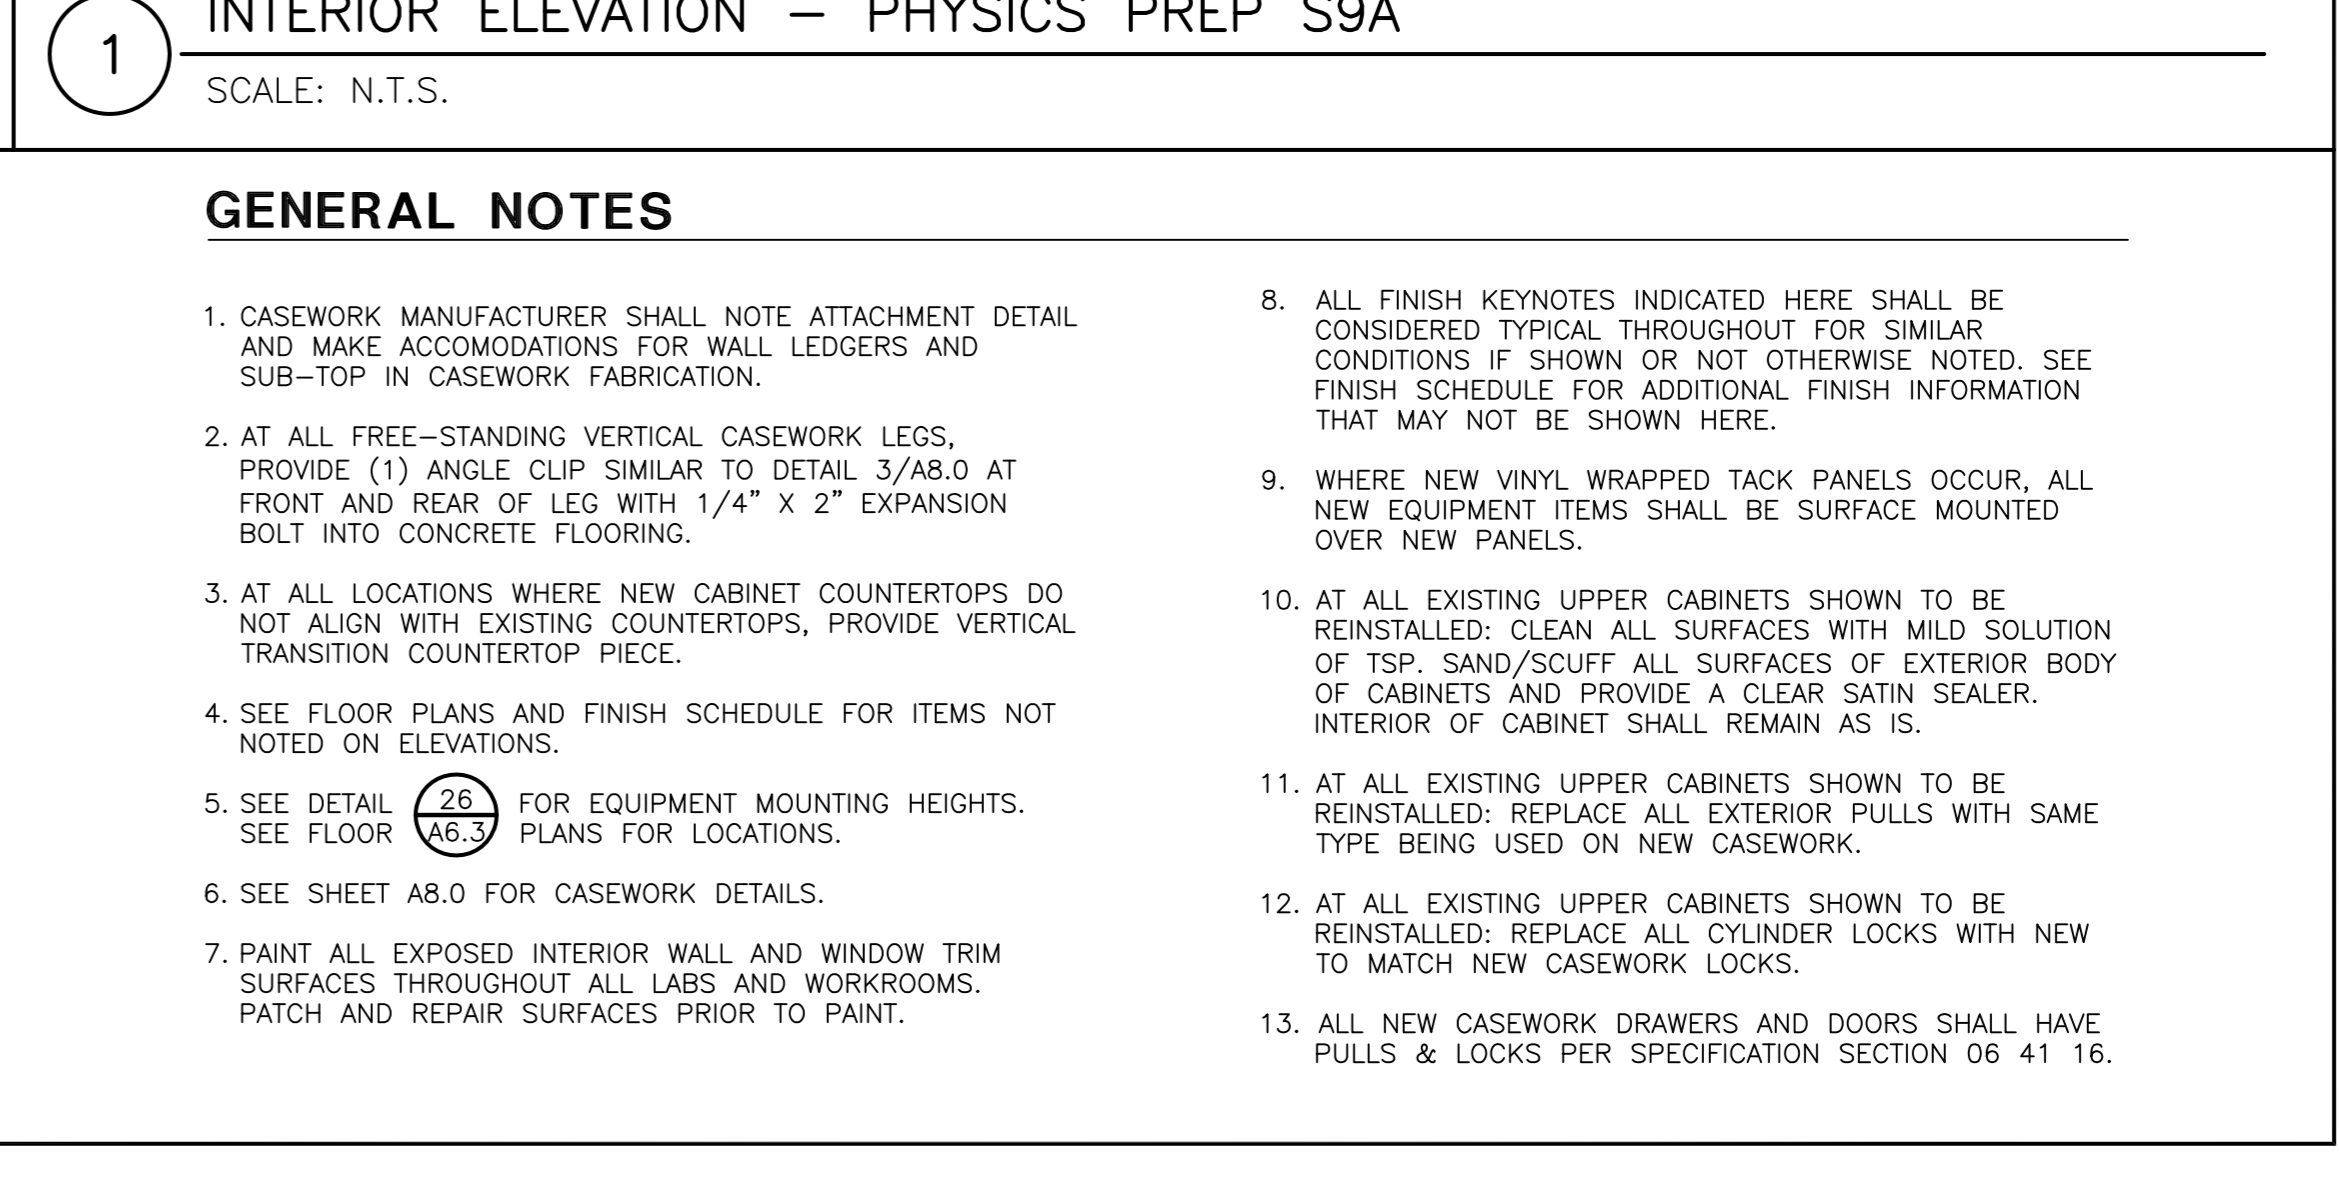 INTERIOR ELEVATION – PHYSICS PREP S9A
1
SCALE: N.T.S.
GENERAL NOTES
1. CASEWORK MANUFACTURER SHALL NOTE ATTACHMENT DETAIL
AND MAKE ACCOMODATIONS FOR WALL LEDGERS AND
SUB–TOP IN CASEWORK FABRICATION.
2. AT ALL FREE–STANDING VERTICAL CASEWORK LEGS,
PROVIDE (1) ANGLE CLIP SIMILAR TO DETAIL 3/A8.0 AT
FRONT AND REAR OF LEG WITH 1/4” X 2” EXPANSION
BOLT INTO CONCRETE FLOORING.
3. AT ALL LOCATIONS WHERE NEW CABINET COUNTERTOPS DO
NOT ALIGN WITH EXISTING COUNTERTOPS, PROVIDE VERTICAL
TRANSITION COUNTERTOP PIECE.
4. SEE FLOOR PLANS AND FINISH SCHEDULE FOR ITEMS NOT
NOTED ON ELEVATIONS.
5. SEE DETAIL 26 FOR EQUIPMENT MOUNTING HEIGHTS.
SEE FLOOR A6.3 PLANS FOR LOCATIONS.
6. SEE SHEET A8.0 FOR CASEWORK DETAILS.
7. PAINT ALL EXPOSED INTERIOR WALL AND WINDOW TRIM
SURFACES THROUGHOUT ALL LABS AND WORKROOMS.
PATCH AND REPAIR SURFACES PRIOR TO PAINT.
8. ALL FINISH KEYNOTES INDICATED HERE SHALL BE
CONSIDERED TYPICAL THROUGHOUT FOR SIMILAR
CONDITIONS IF SHOWN OR NOT OTHERWISE NOTED. SEE
FINISH SCHEDULE FOR ADDITIONAL FINISH INFORMATION
THAT MAY NOT BE SHOWN HERE.
9. WHERE NEW VINYL WRAPPED TACK PANELS OCCUR, ALL
NEW EQUIPMENT ITEMS SHALL BE SURFACE MOUNTED
OVER NEW PANELS.
10. AT ALL EXISTING UPPER CABINETS SHOWN TO BE
REINSTALLED: CLEAN ALL SURFACES WITH MILD SOLUTION
OF TSP. SAND/SCUFF ALL SURFACES OF EXTERIOR BODY
OF CABINETS AND PROVIDE A CLEAR SATIN SEALER.
INTERIOR OF CABINET SHALL REMAIN AS IS.
11. AT ALL EXISTING UPPER CABINETS SHOWN TO BE
REINSTALLED: REPLACE ALL EXTERIOR PULLS WITH SAME
TYPE BEING USED ON NEW CASEWORK.
12. AT ALL EXISTING UPPER CABINETS SHOWN TO BE
REINSTALLED: REPLACE ALL CYLINDER LOCKS WITH NEW
TO MATCH NEW CASEWORK LOCKS.
13. ALL NEW CASEWORK DRAWERS AND DOORS SHALL HAVE
PULLS & LOCKS PER SPECIFICATION SECTION 06 41 16.